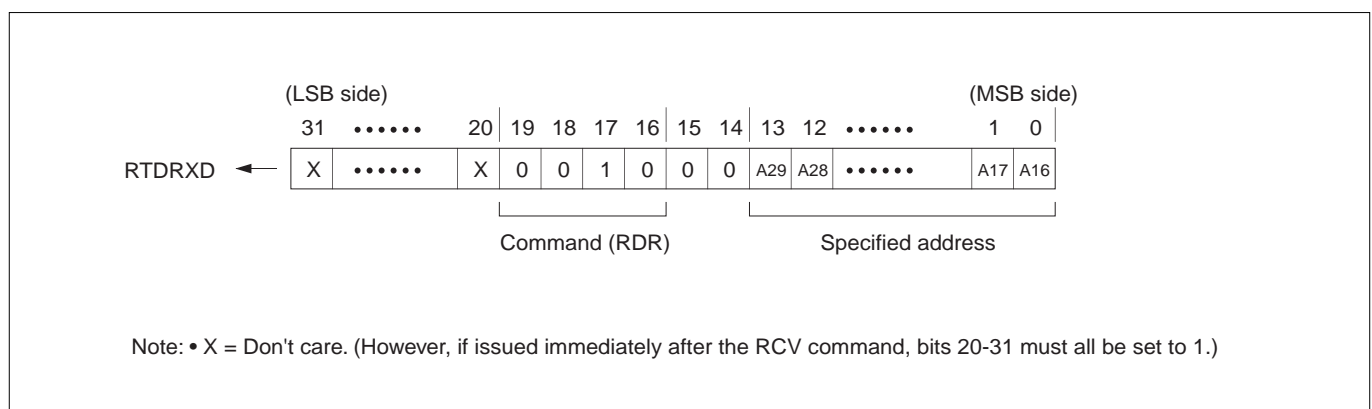 (LSB side) (MSB side)
31 •••••• 20 19 18 17 16 15 14 13 12 •••••• 1 0
RTDRXD X •••••• X 0 0 1 0 0 0 A29 A28 •••••• A17 A16
Command (RDR) Specified address
Note: • X = Don't care. (However, if issued immediately after the RCV command, bits 20-31 must all be set to 1.)